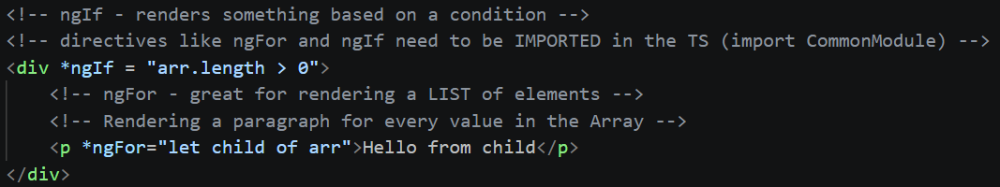 <!-- ngIf - renders something based on a condition -->
<!-- directives like ngFor and ngIf need to be IMPORTED in the TS (import CommonModule) -->
<div *ngIf = "arr.length > 0">
    <!-- ngFor - great for rendering a LIST of elements -->
    <!-- Rendering a paragraph for every value in the Array -->
    <p *ngFor="let child of arr">Hello from child</p>
</div>